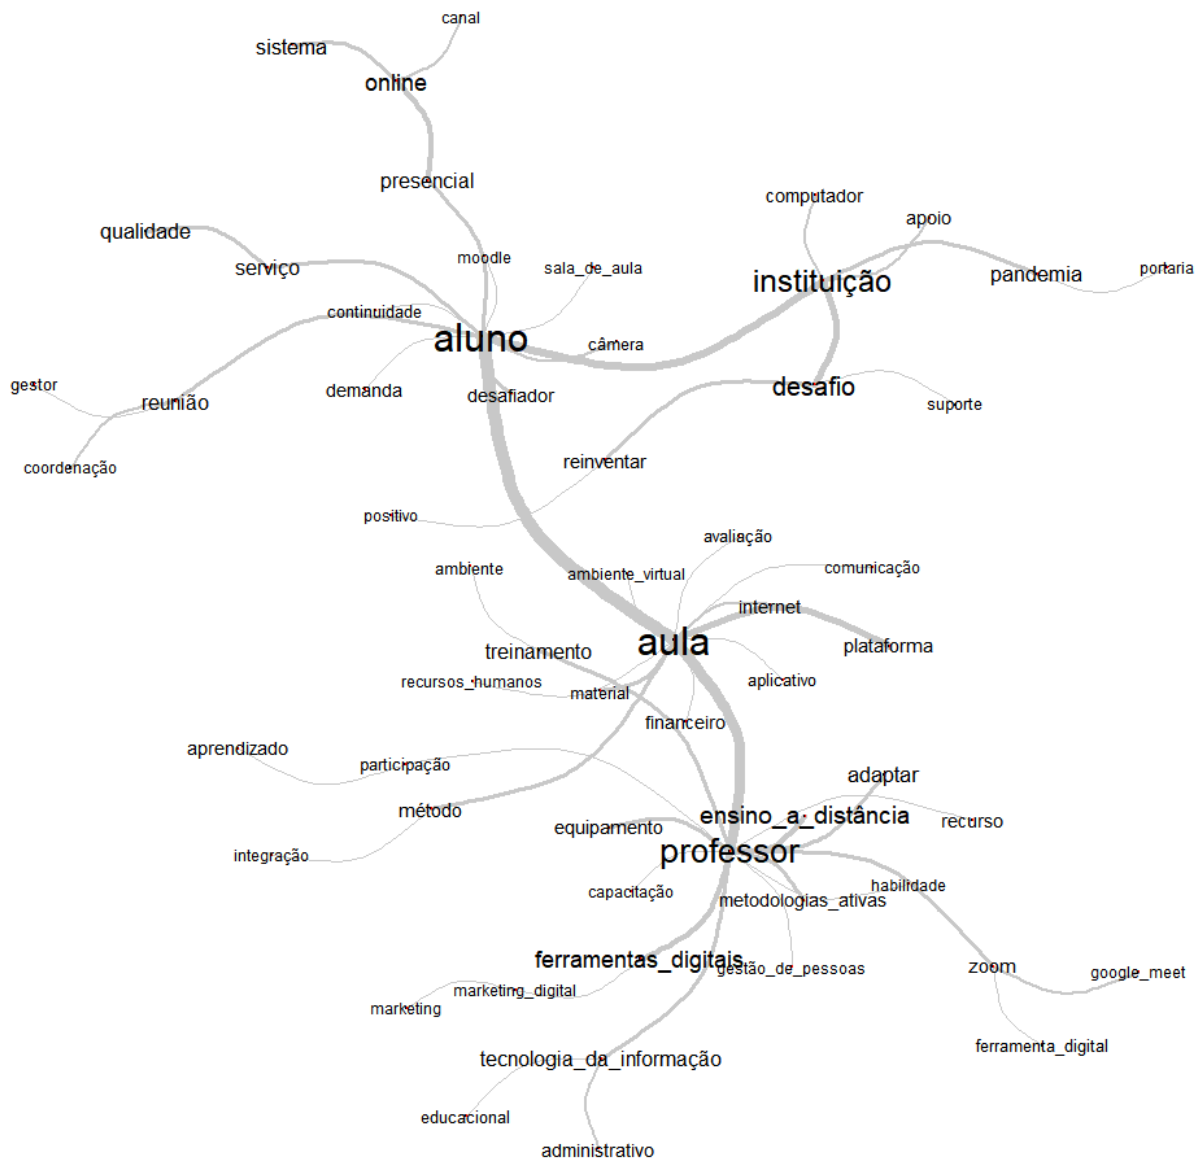 canal
sistema
online
presencial
computador
apoio
qualidade
serviço
moodle
sala_de_aula
instituição
pandemia
portaria
continuidade
aluno
câmera
gestor
reunião
demanda
desafiador
desafio
suporte
coordenação
reinventar
positivo
avaliação
ambiente
ambiente_virtual
comunicação
internet
aula
plataforma
treinamento
recursos_humanos
material
aplicativo
financeiro
aprendizado
participação
adaptar
método
equipamento
ensino_a_distância
recurso
integração
professor
capacitação
metodologias_ativas
habilidade
ferramentas_digitais
gestão_de_pessoas
zoom
google_meet
marketing_digital
marketing
ferramenta_digital
tecnologia_da_informação
educacional
administrativo